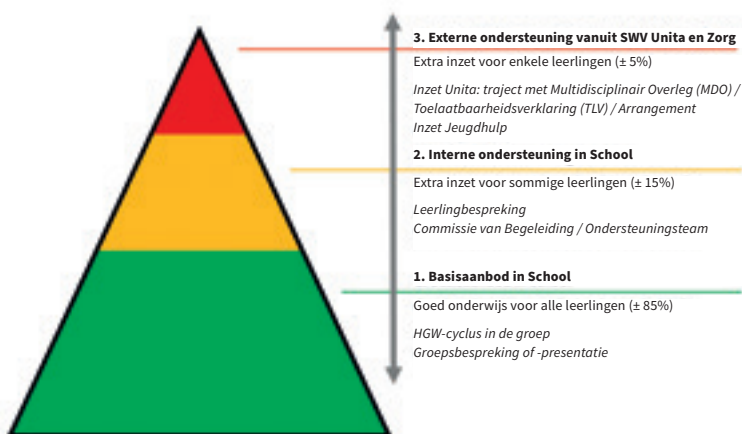 3. Externe ondersteuning vanuit SWV Unita en Zorg
Extra inzet voor enkele leerlingen (± 5%)
Inzet Unita: traject met Multidisciplinair Overleg (MDO) /
Toelaatbaarheidsverklaring (TLV) / Arrangement
Inzet Jeugdhulp
2. Interne ondersteuning in School
Extra inzet voor sommige leerlingen (± 15%)
Leerlingbespreking
Commissie van Begeleiding / Ondersteuningsteam
1. Basisaanbod in School
Goed onderwijs voor alle leerlingen (± 85%)
HGW-cyclus in de groep
Groepsbespreking of -presentatie